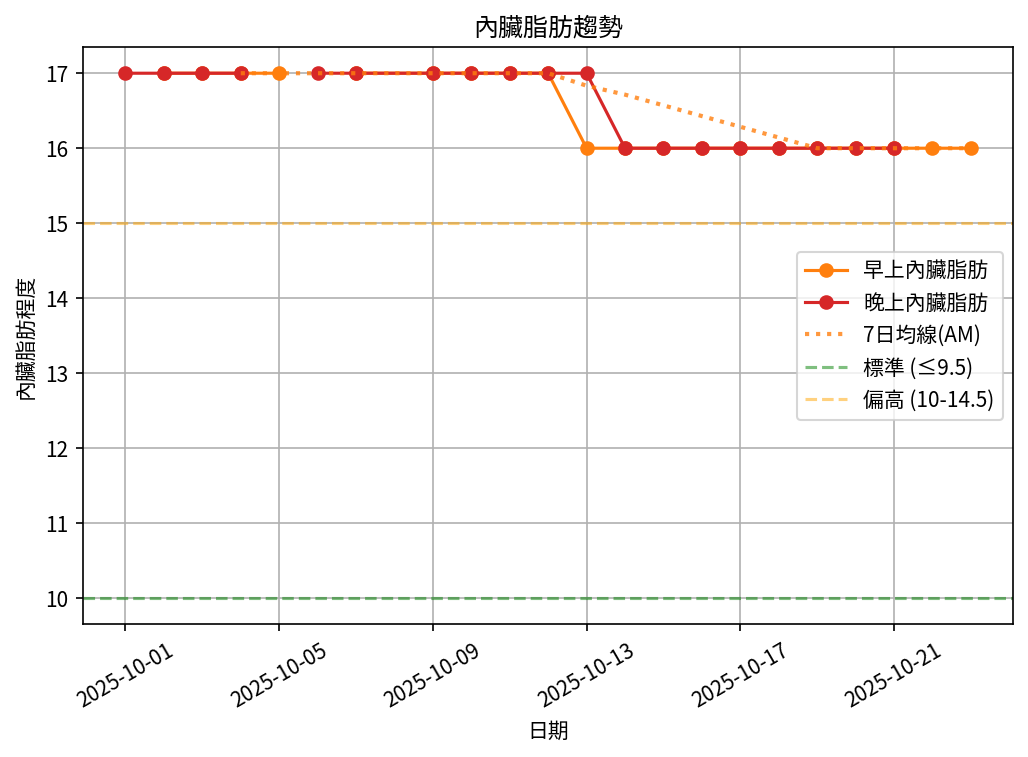 內臟脂肪趨勢
內臟脂肪程度
17
16
15
14
13
12
11
10
早上內臟脂肪
晚上內臟脂肪
7日均線(AM)
標準 (≤9.5)
偏高 (10-14.5)
2025-10-01
2025-10-05
2025-10-09
2025-10-13
2025-10-17
2025-10-21
日期